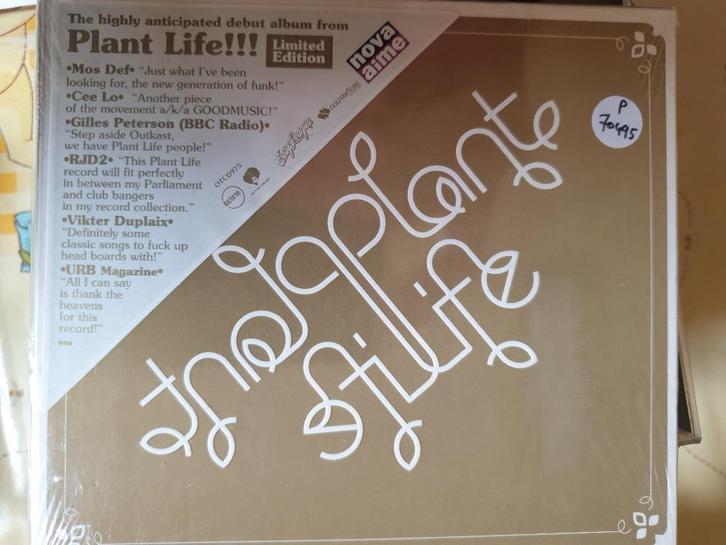 The highly anticipated debut album from
Plant Life!!!
Limited
Edition
nova
aime
•Mos Def• “Just what I've been
looking for, the new generation of funk!”
•Cee Lo• “Another piece
of the movement a/k/a GOODMUSIC!”
•Gilles Peterson (BBC Radio)•
“Step aside Outkast,
we have Plant Life people!”
•RJD2• “This Plant Life
record will fit perfectly
in between my Parliament
and club bangers
in my record collection.”
•Vikter Duplaix•
“Definitely some
classic songs to fuck up
head boards with!”
•URB Magazine•
“All I can say
is thank the
heavens
for this
record!”
OTCD975
P
70495
plant
life